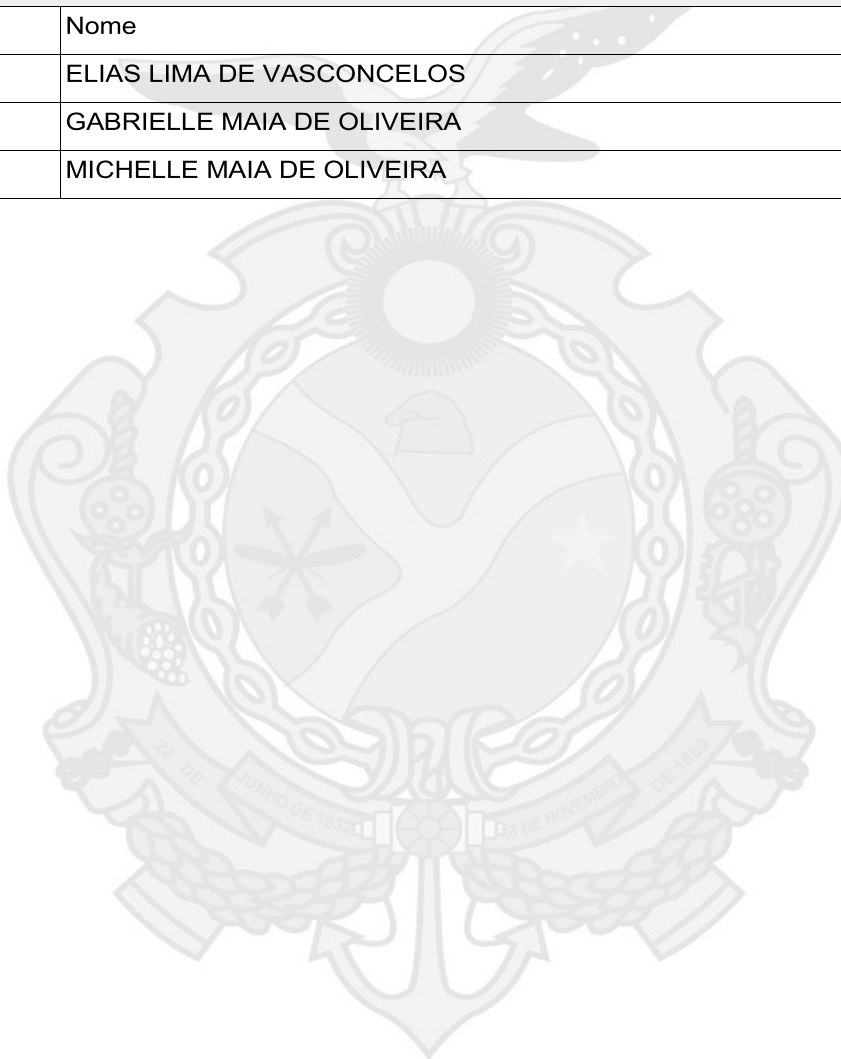 Nome
ELIAS LIMA DE VASCONCELOS
GABRIELLE MAIA DE OLIVEIRA
MICHELLE MAIA DE OLIVEIRA
22 DE
JUNHO DE 1832
DE NOVEMBRO
DE 1889